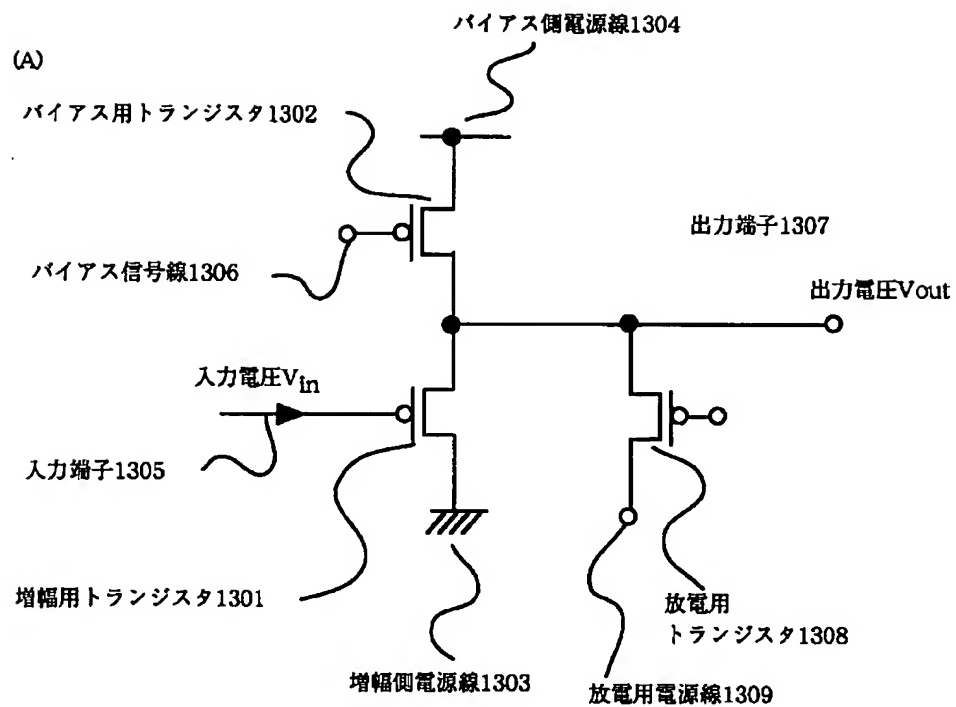 バイアス側電源線1304
(A)
バイアス用トランジスタ1302
出力端子1307
バイアス信号線1306
出力電圧Vout
入力電圧Vin
入力端子1305
増幅用トランジスタ1301
放電用
トランジスタ1308
増幅側電源線1303
放電用電源線1309